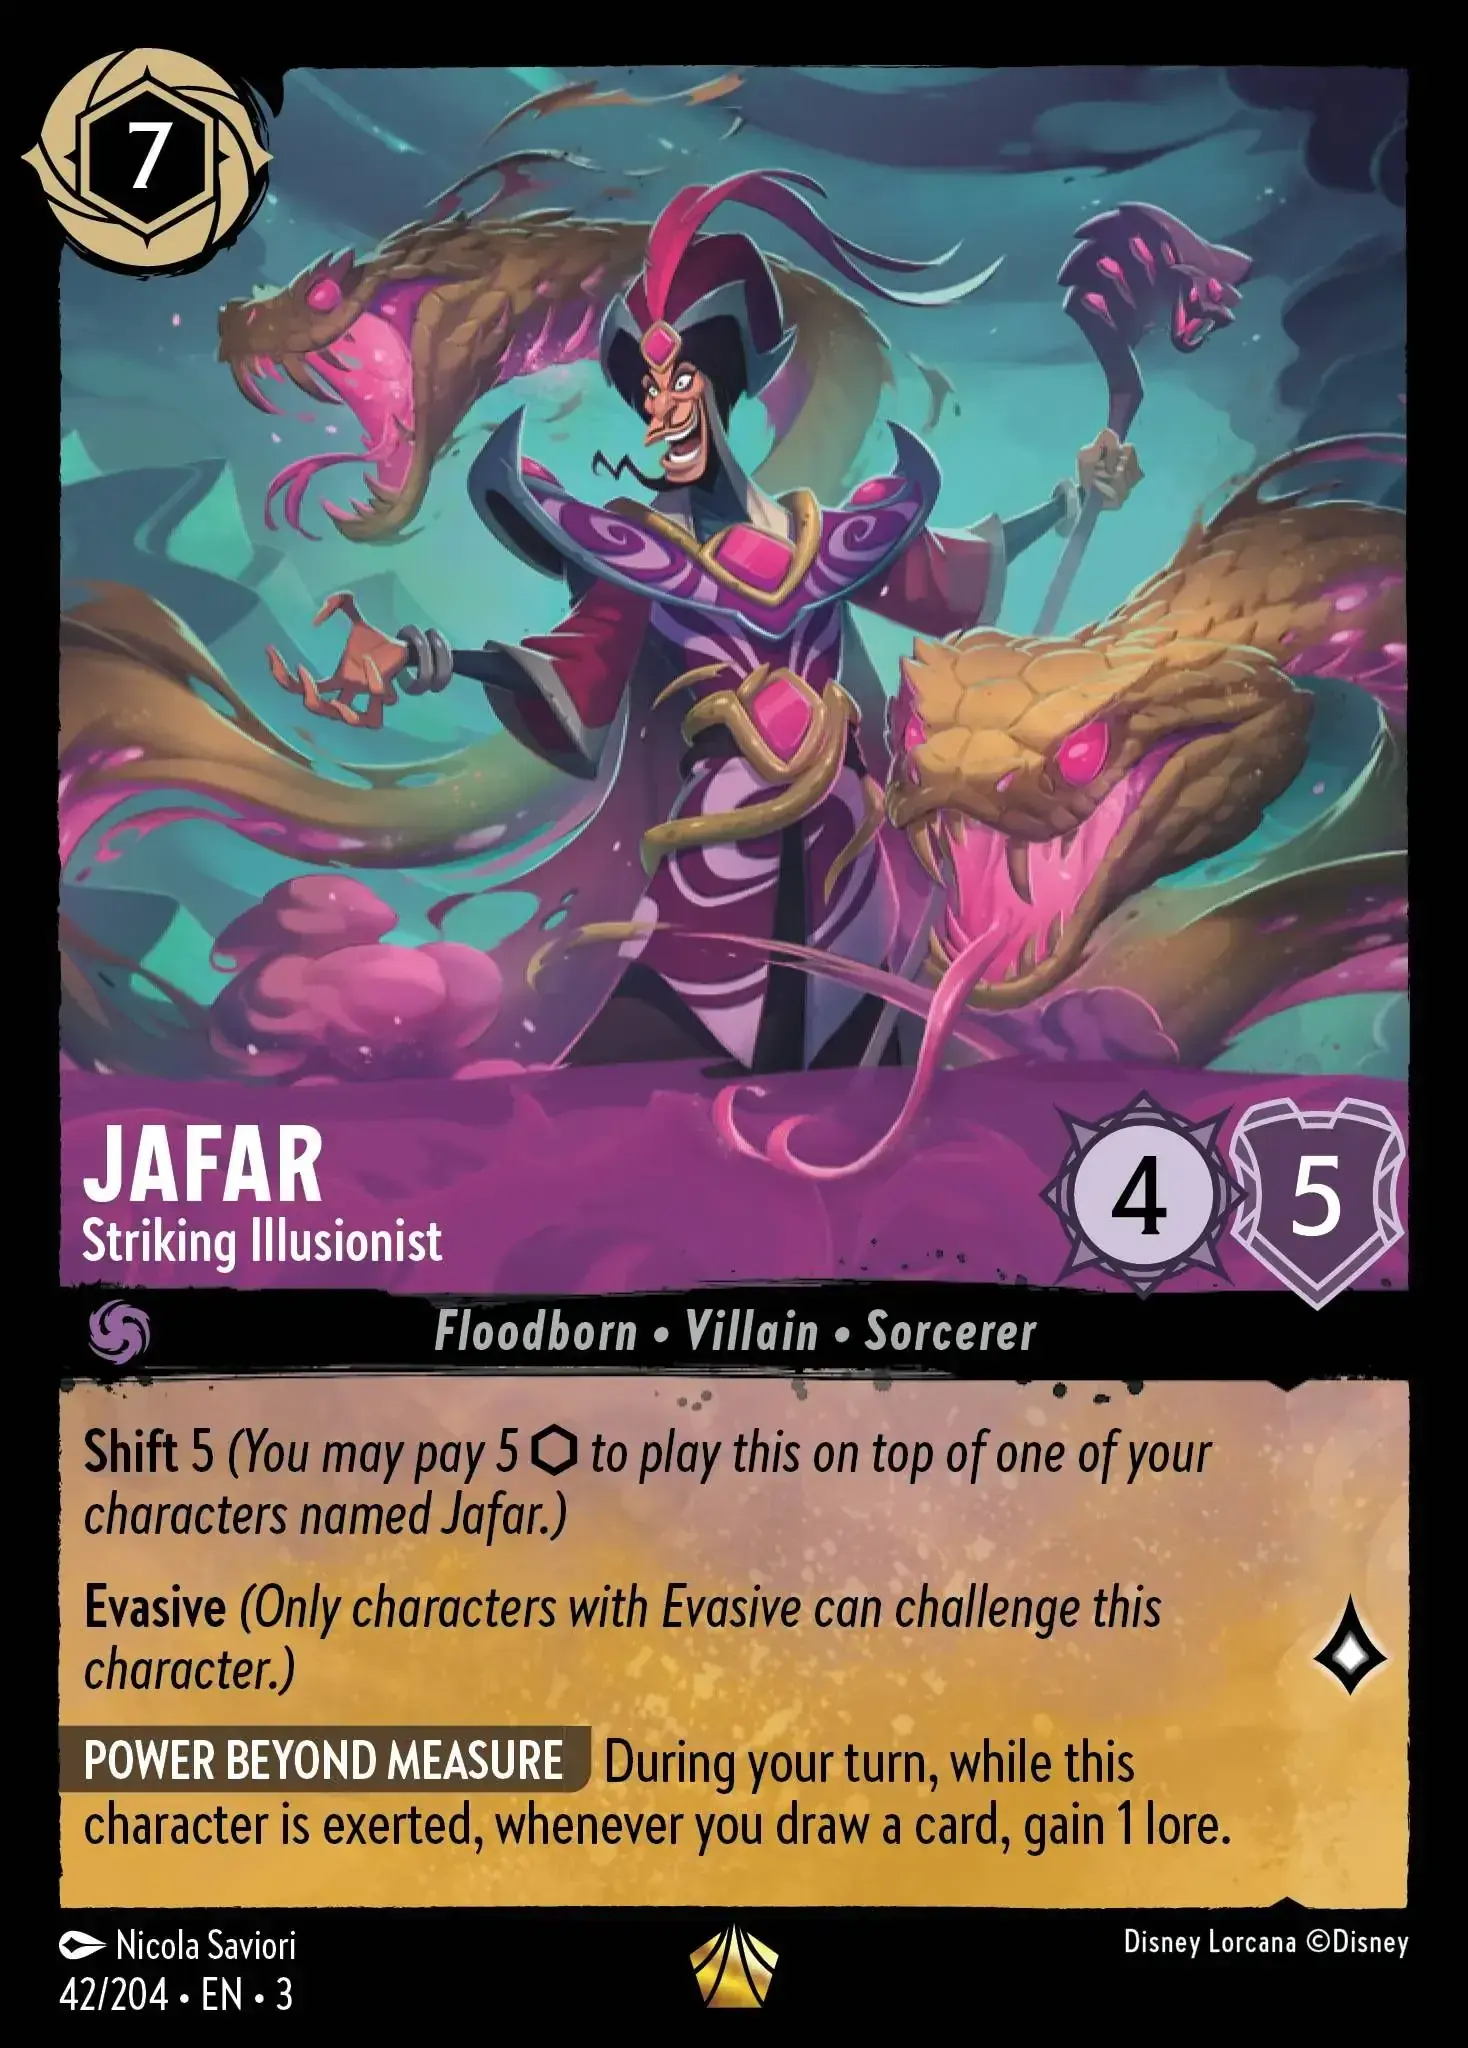 7
JAFAR
Striking Illusionist
4
5
Floodborn • Villain • Sorcerer
Shift 5 (You may pay 5 ⬡ to play this on top of one of your
characters named Jafar.)
Evasive (Only characters with Evasive can challenge this
character.)
POWER BEYOND MEASURE During your turn, while this
character is exerted, whenever you draw a card, gain 1 lore.
Nicola Saviori
Disney Lorcana ©Disney
42/204 • EN • 3